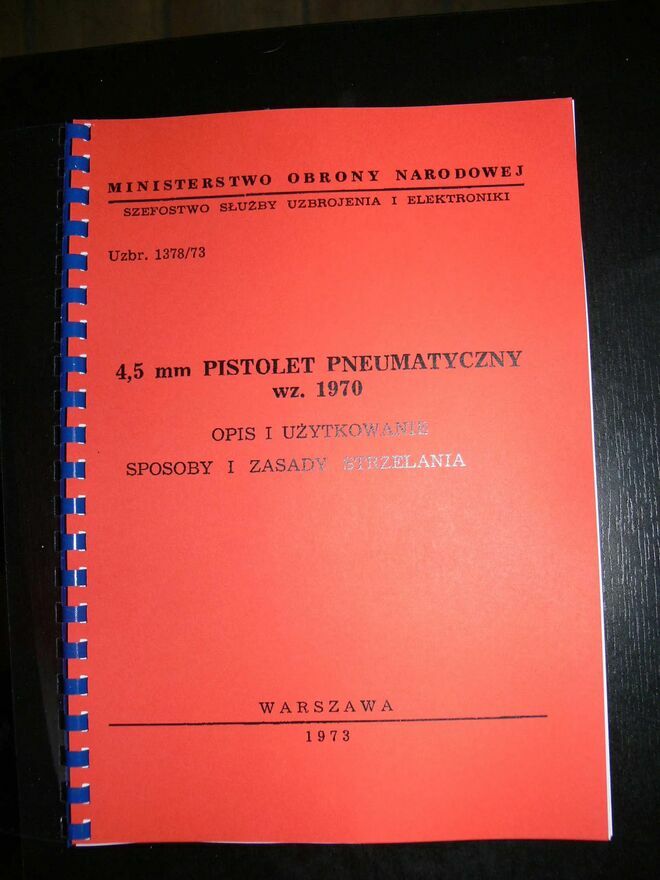 MINISTERSTWO OBRONY NARODOWEJ
SZEFOSTWO SŁUŻBY UZBROJENIA I ELEKTRONIKI
Uzbr. 1378/73
4,5 mm PISTOLET PNEUMATYCZNY
wz. 1970
OPIS I UŻYTKOWANIE
SPOSOBY I ZASADY STRZELANIA
WARSZAWA
1973